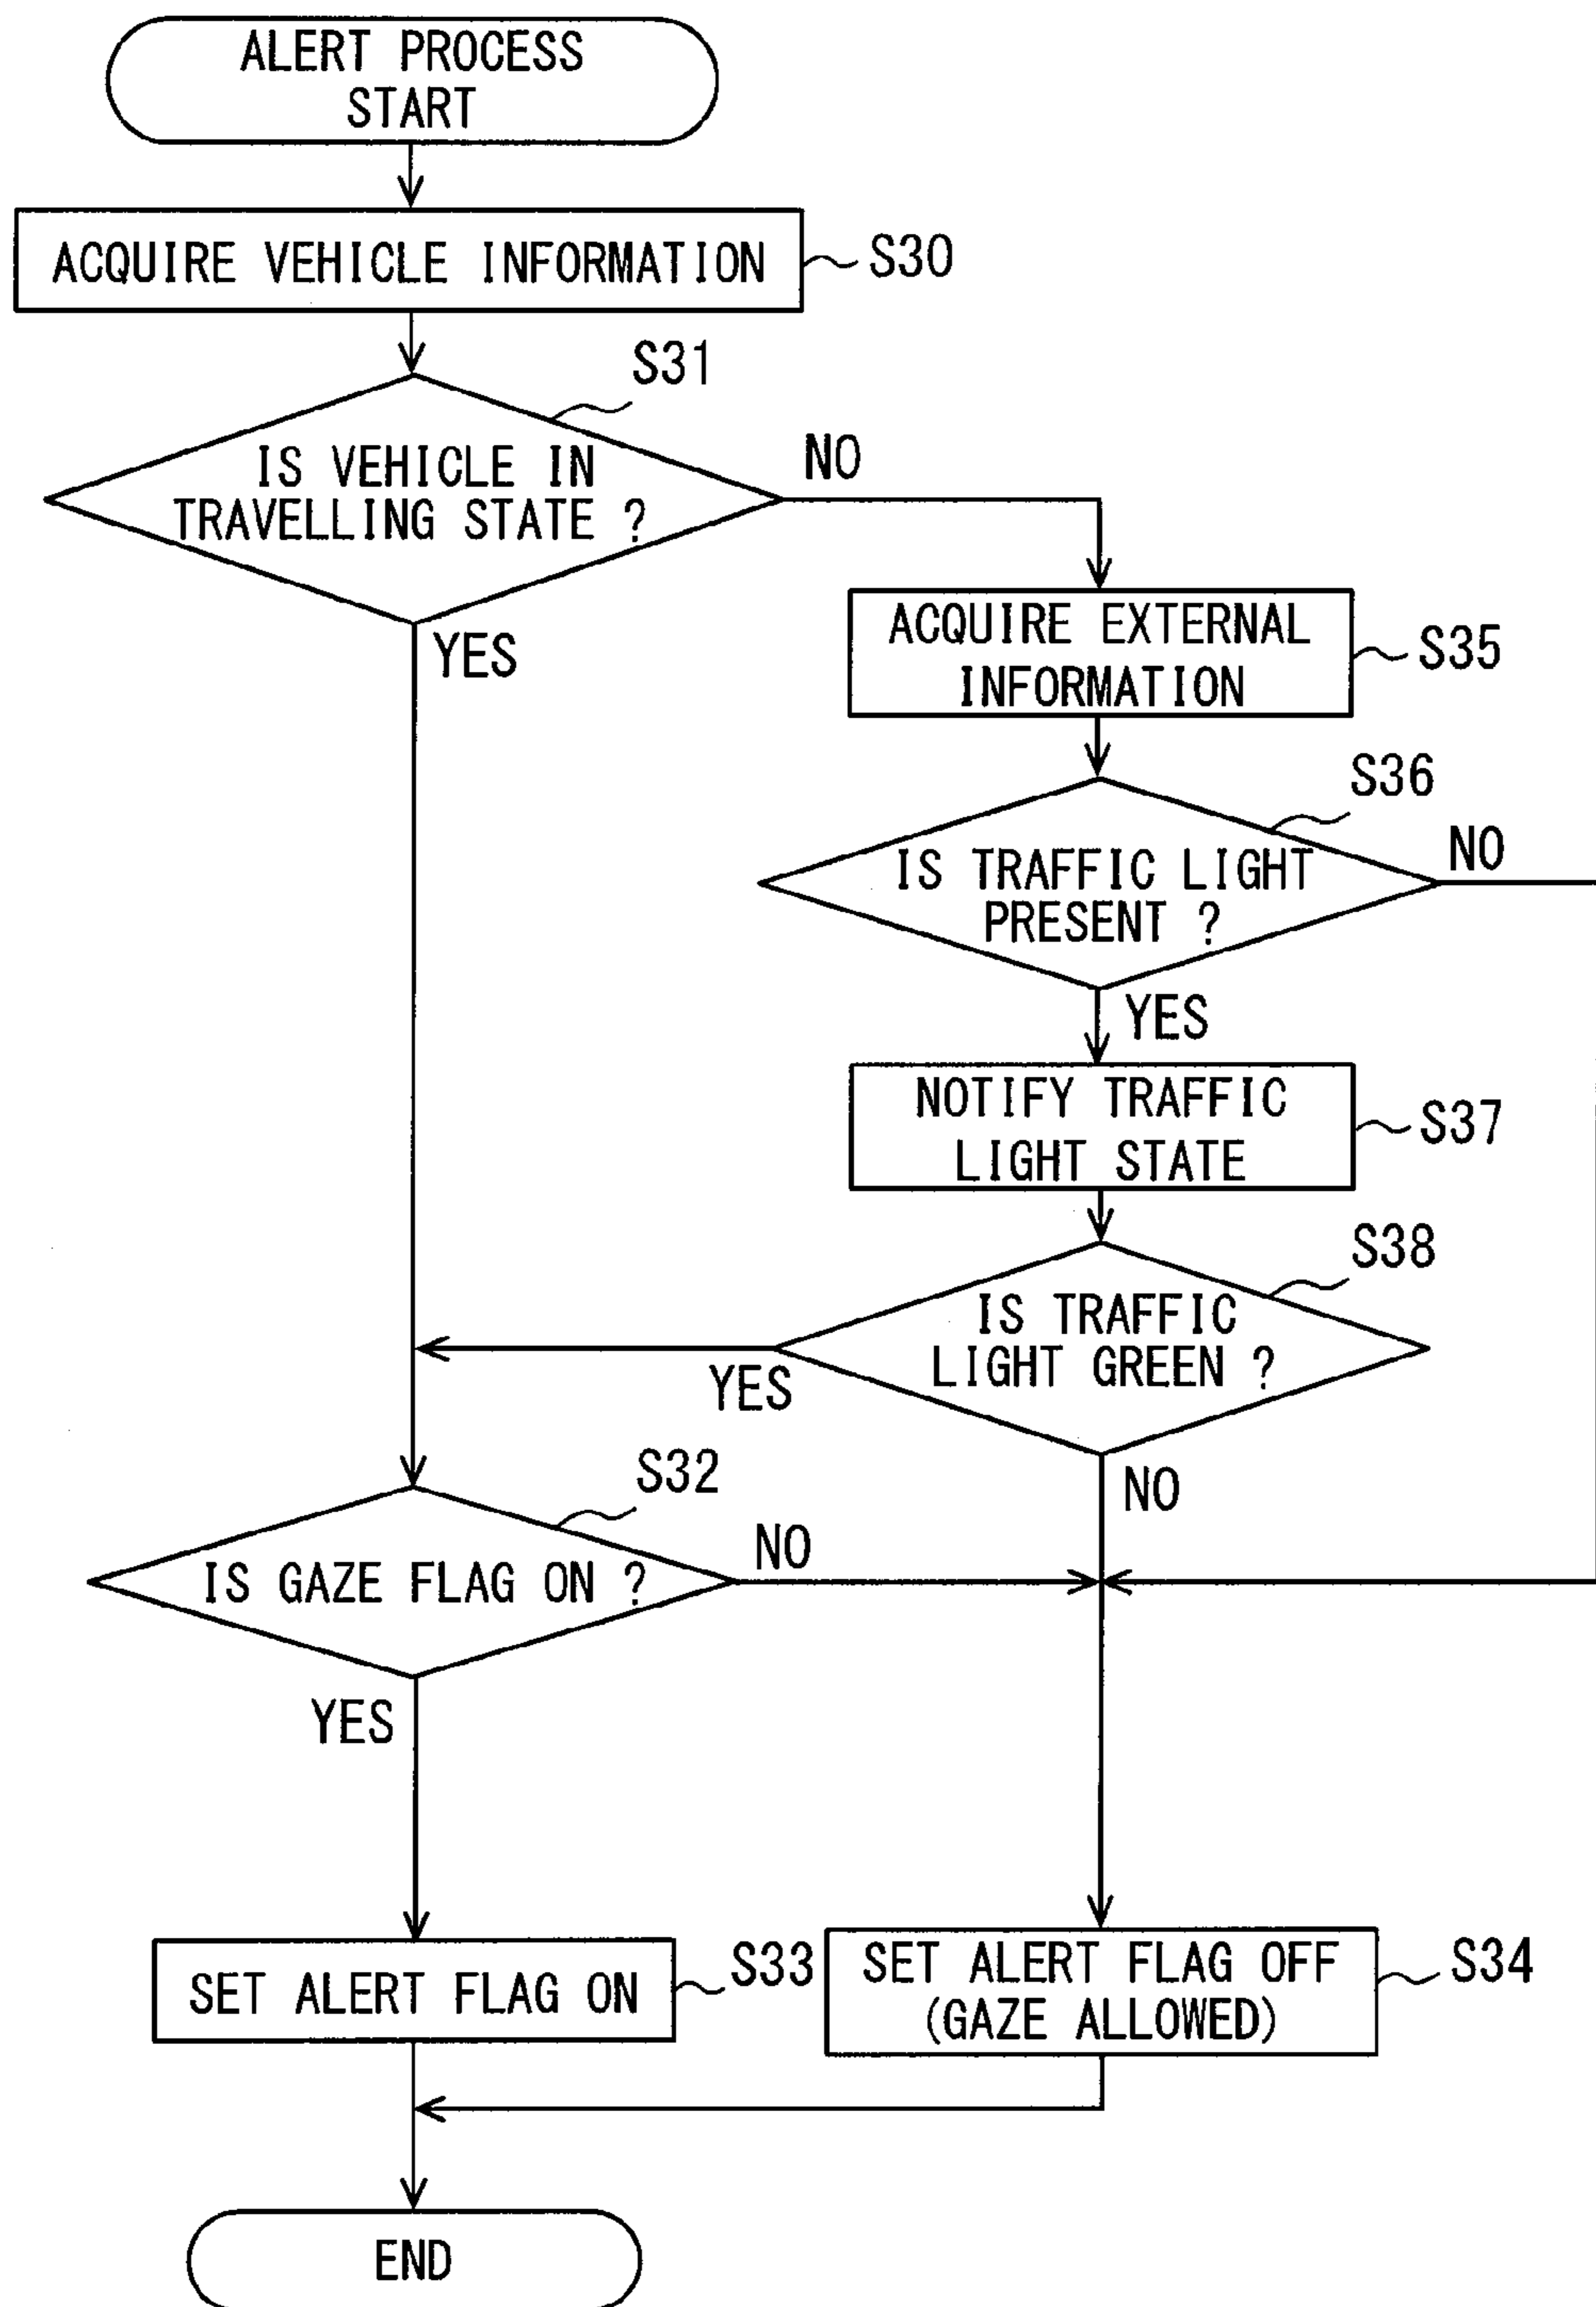 ALERT PROCESS
START
ACQUIRE VEHICLE INFORMATION
S30
S31
IS VEHICLE IN
TRAVELLING STATE ?
NO
YES
ACQUIRE EXTERNAL
INFORMATION
S35
S36
IS TRAFFIC LIGHT
PRESENT ?
NO
YES
NOTIFY TRAFFIC
LIGHT STATE
S37
S38
IS TRAFFIC
LIGHT GREEN ?
YES
NO
S32
IS GAZE FLAG ON ?
NO
YES
SET ALERT FLAG ON
S33
SET ALERT FLAG OFF
(GAZE ALLOWED)
S34
END